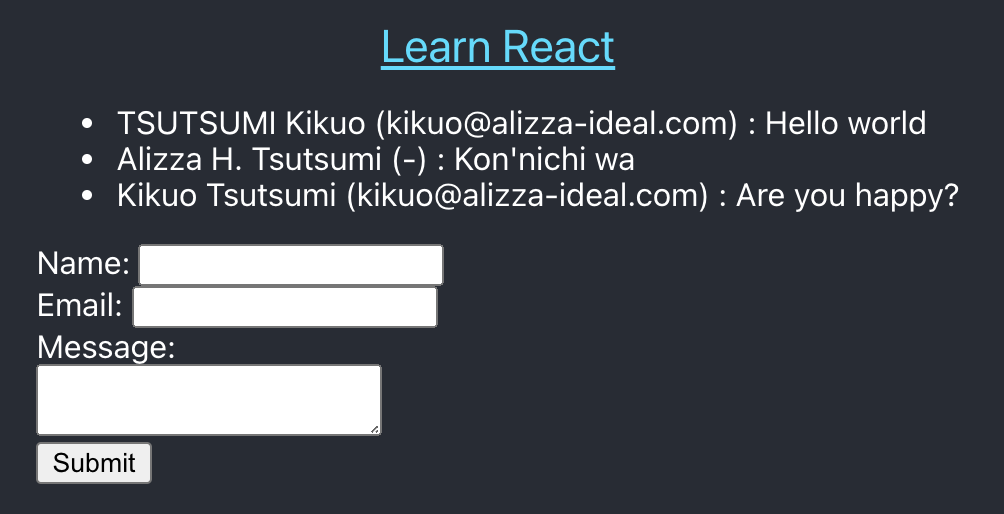 Learn React
• TSUTSUMI Kikuo (kikuo@alizza-ideal.com) : Hello world
• Alizza H. Tsutsumi (-) : Kon'nichi wa
• Kikuo Tsutsumi (kikuo@alizza-ideal.com) : Are you happy?
Name:
Email:
Message:
Submit